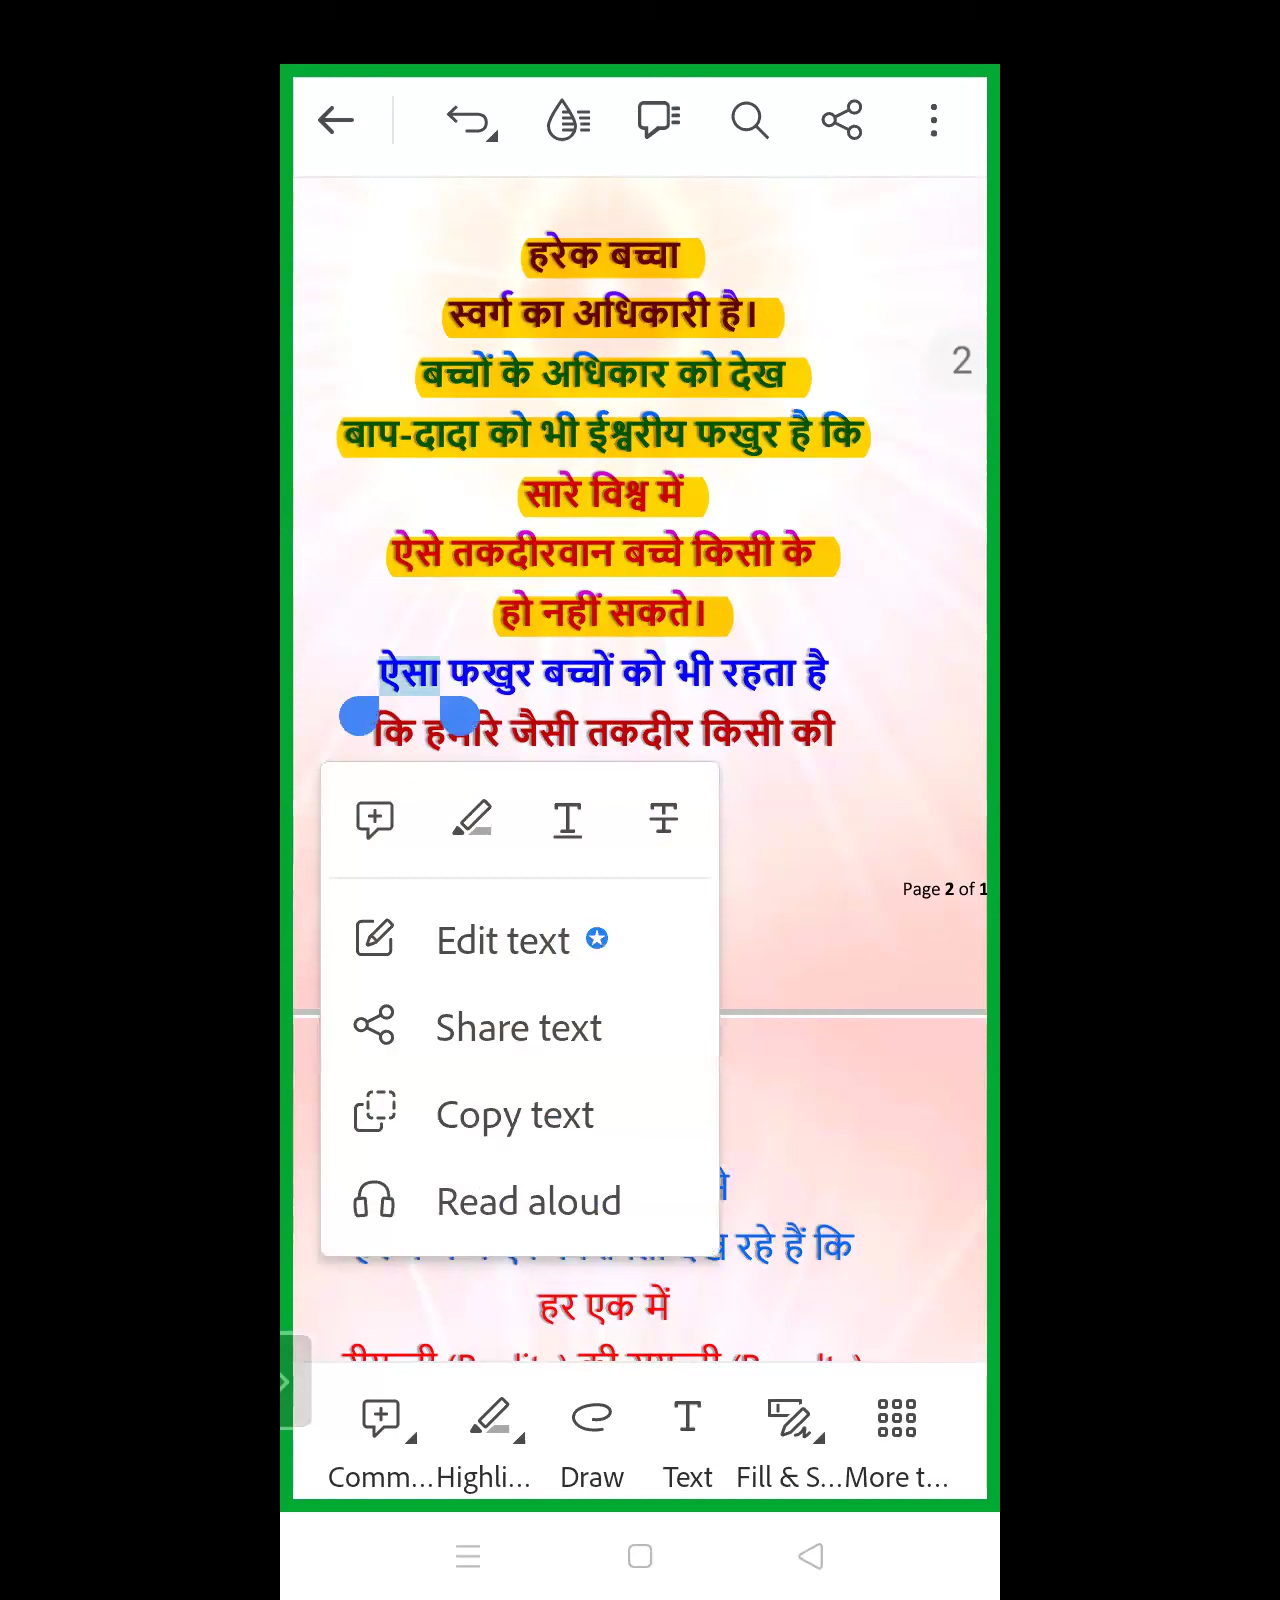 हरेक बच्चा
स्वर्ग का अधिकारी है।
2
बच्चों के अधिकार को देख
बाप-दादा को भी ईश्वरीय फखुर है कि
सारे विश्व में
ऐसे तकदीरवान बच्चे किसी के
हो नहीं सकते।
ऐसा फखुर बच्चों को भी रहता है
कि हमारे जैसी तकदीर किसी की
Page 2 of 1
Edit text
Share text
Copy text
Read aloud
रहे हैं कि
हर एक में
Comm... Highli... Draw Text Fill & S... More t...